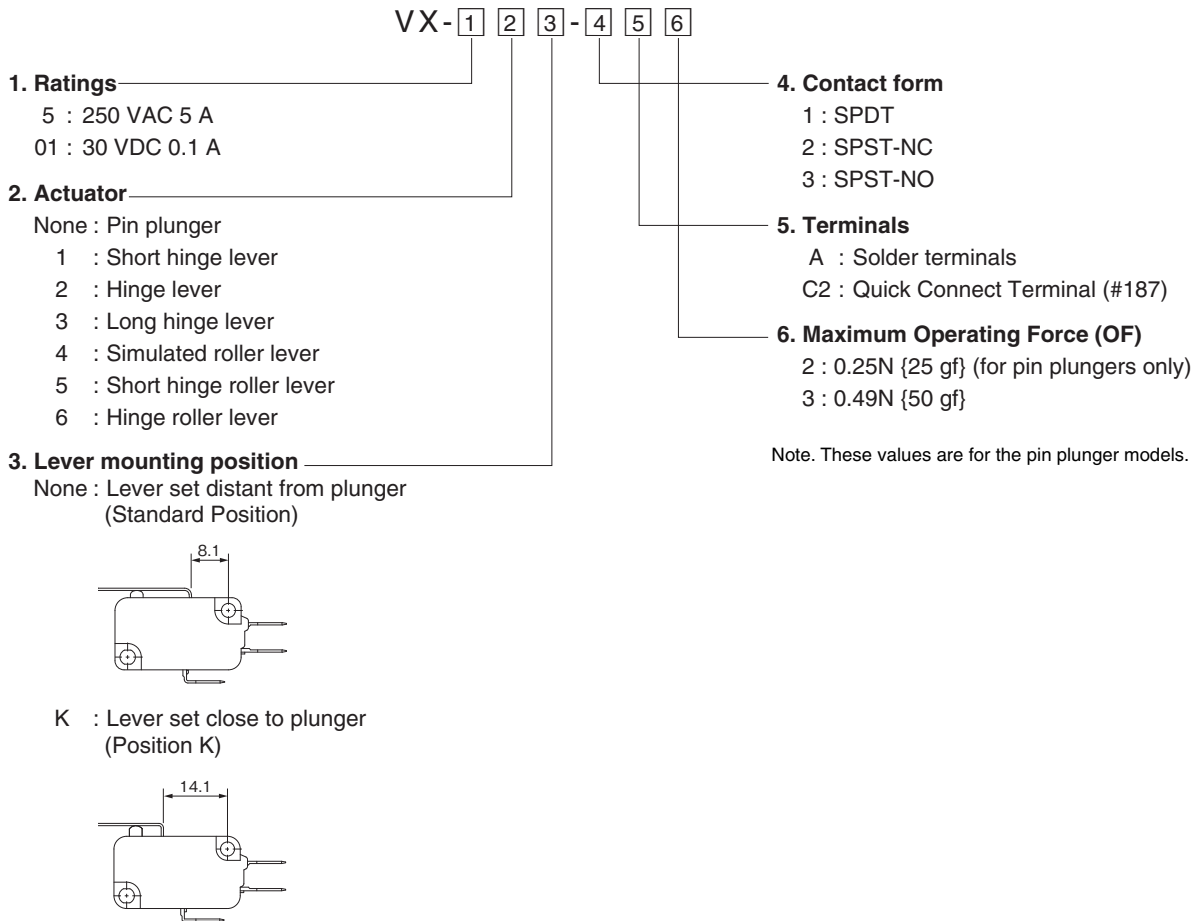 VX-1 2 3-4 5 6
1. Ratings
5 : 250 VAC 5 A
01 : 30 VDC 0.1 A
2. Actuator
None : Pin plunger
1 : Short hinge lever
2 : Hinge lever
3 : Long hinge lever
4 : Simulated roller lever
5 : Short hinge roller lever
6 : Hinge roller lever
3. Lever mounting position
None : Lever set distant from plunger
(Standard Position)
8.1
K : Lever set close to plunger
(Position K)
14.1
4. Contact form
1 : SPDT
2 : SPST-NC
3 : SPST-NO
5. Terminals
A : Solder terminals
C2 : Quick Connect Terminal (#187)
6. Maximum Operating Force (OF)
2 : 0.25N {25 gf} (for pin plungers only)
3 : 0.49N {50 gf}
Note. These values are for the pin plunger models.